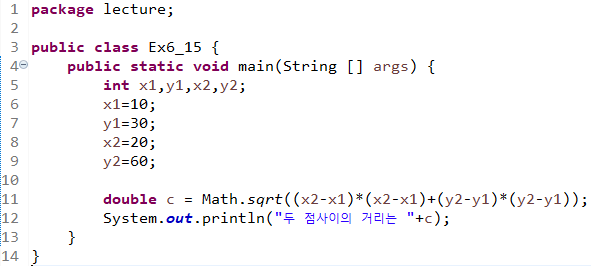 1 package lecture;
2
3 public class Ex6_15 {
4 public static void main(String [] args) {
5 int x1,y1,x2,y2;
6 x1=10;
7 y1=30;
8 x2=20;
9 y2=60;
10
11 double c = Math.sqrt((x2-x1)*(x2-x1)+(y2-y1)*(y2-y1));
12 System.out.println("두 점사이의 거리는 "+c);
13 }
14 }